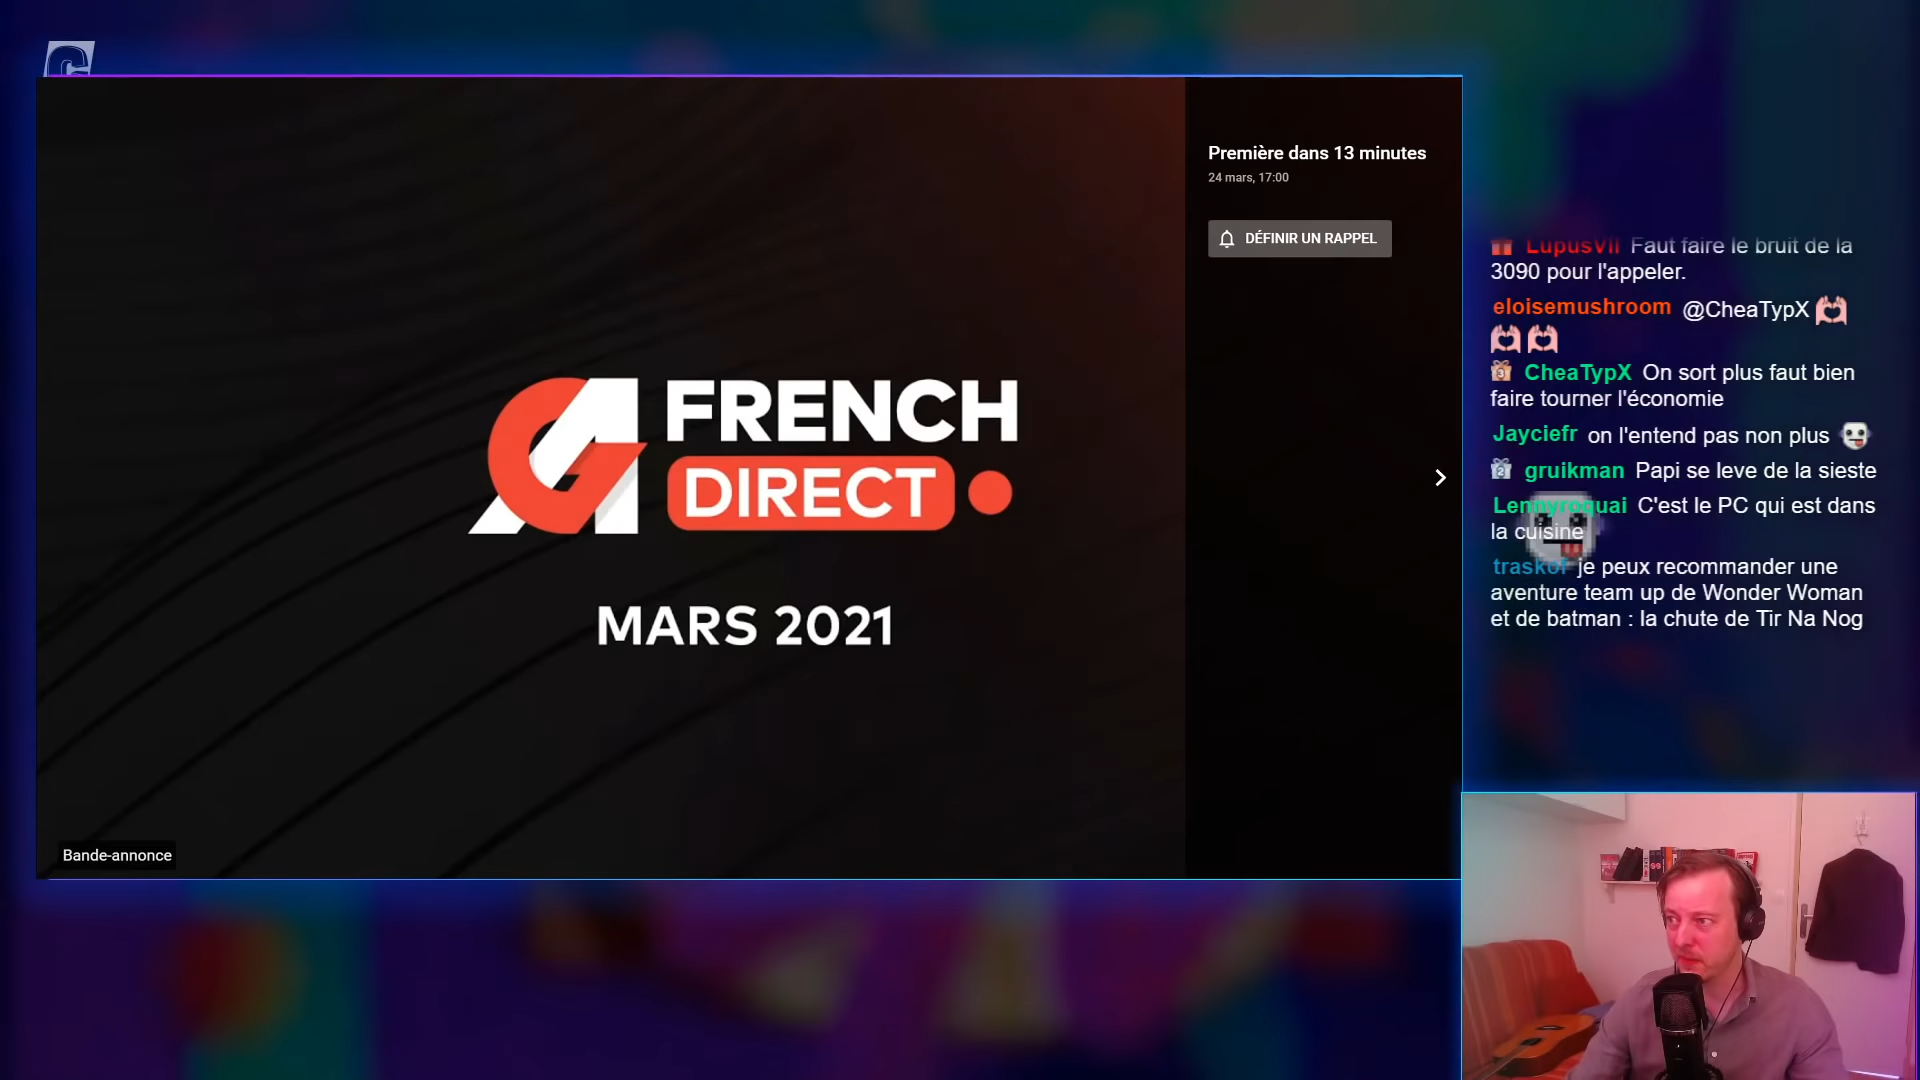 FRENCH
DIRECT
MARS 2021
Bande-annonce
Première dans 13 minutes
24 mars, 17:00
DÉFINIR UN RAPPEL
LupusVII Faut faire le bruit de la
3090 pour l'appeler.
eloisemushroom @CheaTypX
CheaTypX On sort plus faut bien
faire tourner l'économie
Jayciefr on l'entend pas non plus
gruikman Papi se leve de la sieste
Lennyroquai C'est le PC qui est dans
la cuisine
je peux recommander une
aventure team up de Wonder Woman
et de batman : la chute de Tir Na Nog